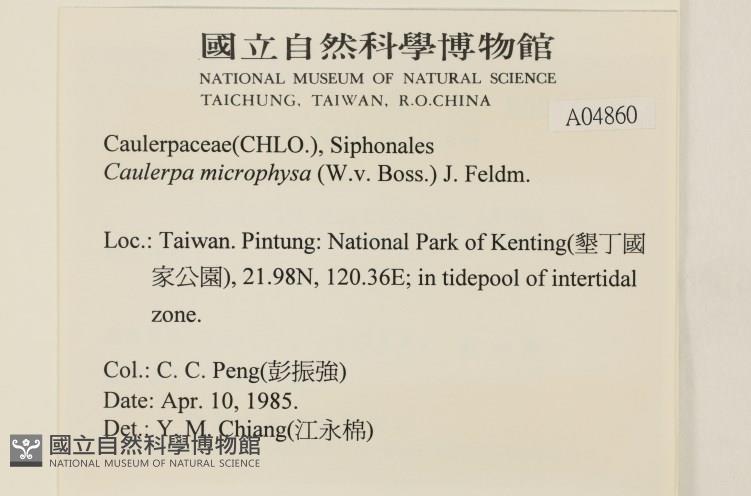 國立自然科學博物館
NATIONAL MUSEUM OF NATURAL SCIENCE
TAICHUNG, TAIWAN, R.O.CHINA
A04860
Caulerpaceae(CHLO.), Siphonales
Caulerpa microphysa (W.v. Boss.) J. Feldm.
Loc.: Taiwan. Pintung: National Park of Kenting(墾丁國
家公園), 21.98N, 120.36E; in tidepool of intertidal
zone.
Col.: C. C. Peng(彭振強)
Date: Apr. 10, 1985.
Det.: Y. M. Chiang(江永棉)
國立自然科學博物館
NATIONAL MUSEUM OF NATURAL SCIENCE